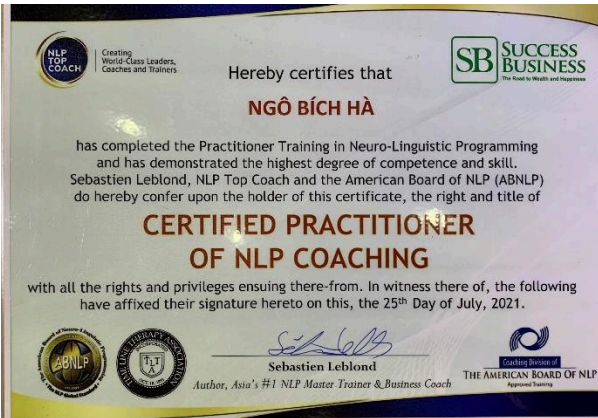 NLP
TOP
COACH
Creating
World-Class Leaders,
Coaches and Trainers
SB SUCCESS
BUSINESS
The Road to Wealth and Happiness
Hereby certifies that
NGÔ BÍCH HÀ
has completed the Practitioner Training in Neuro-Linguistic Programming
and has demonstrated the highest degree of competence and skill.
Sebastien Leblond, NLP Top Coach and the American Board of NLP (ABNLP)
do hereby confer upon the holder of this certificate, the right and title of
CERTIFIED PRACTITIONER
OF NLP COACHING
with all the rights and privileges ensuing there-from. In witness there of, the following
have affixed their signature hereto on this, the 25th Day of July, 2021.
ABNLP
TIME LINE THERAPY ASSOCIATION
TLTA
Sebastien Leblond
Author, Asia's #1 NLP Master Trainer & Business Coach
Coaching Division of
THE AMERICAN BOARD OF NLP
Approved Training